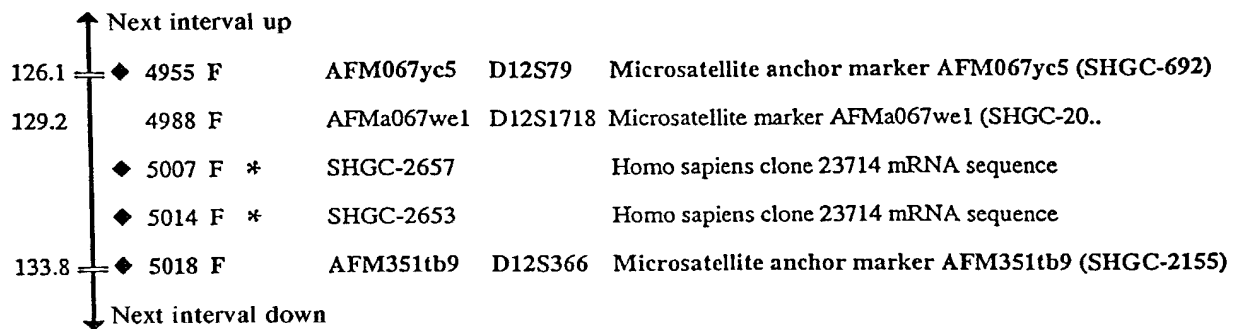 Next interval up
126.1 ◆ 4955 F AFM067yc5 D12S79 Microsatellite anchor marker AFM067yc5 (SHGC-692)
129.2 4988 F AFMa067we1 D12S1718 Microsatellite marker AFMa067we1 (SHGC-20..
◆ 5007 F * SHGC-2657 Homo sapiens clone 23714 mRNA sequence
◆ 5014 F * SHGC-2653 Homo sapiens clone 23714 mRNA sequence
133.8 ◆ 5018 F AFM351tb9 D12S366 Microsatellite anchor marker AFM351tb9 (SHGC-2155)
Next interval down